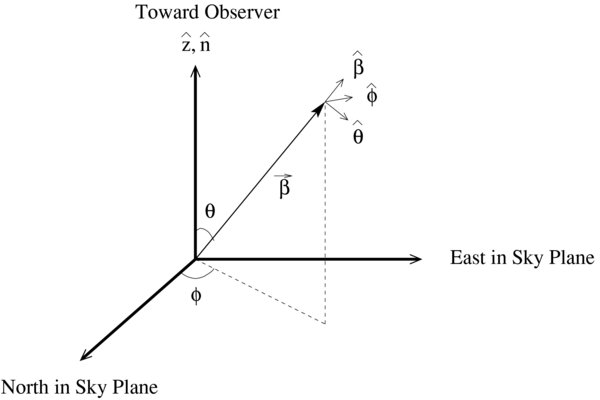 Toward Observer
ẑ, n̂
β̂
φ̂
θ̂
β⃗
θ
East in Sky Plane
ϕ
North in Sky Plane